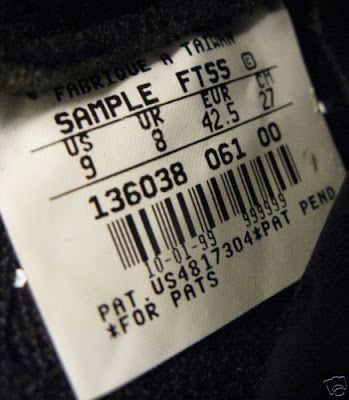 FABRIQUE A TAIWAN
SAMPLE FTSS ©
US UK EUR CM
9 8 42.5 27
136038 061 00
10-01-99 999999
PAT. US4817304*PAT PEND
*FOR PATS